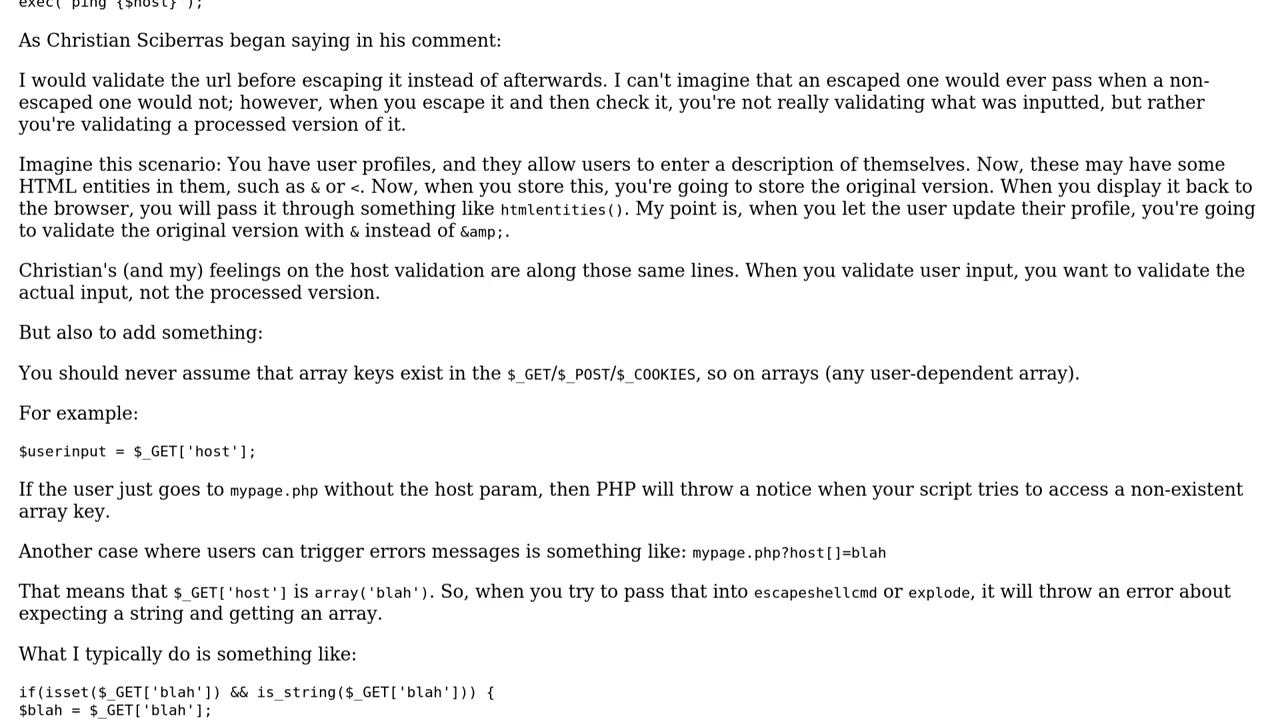 exec("ping {$host}");
As Christian Sciberras began saying in his comment:
I would validate the url before escaping it instead of afterwards. I can't imagine that an escaped one would ever pass when a non-
escaped one would not; however, when you escape it and then check it, you're not really validating what was inputted, but rather
you're validating a processed version of it.
Imagine this scenario: You have user profiles, and they allow users to enter a description of themselves. Now, these may have some
HTML entities in them, such as & or <. Now, when you store this, you're going to store the original version. When you display it back to
the browser, you will pass it through something like htmlentities(). My point is, when you let the user update their profile, you're going
to validate the original version with & instead of &amp;.
Christian's (and my) feelings on the host validation are along those same lines. When you validate user input, you want to validate the
actual input, not the processed version.
But also to add something:
You should never assume that array keys exist in the $_GET/$_POST/$_COOKIES, so on arrays (any user-dependent array).
For example:
$userinput = $_GET['host'];
If the user just goes to mypage.php without the host param, then PHP will throw a notice when your script tries to access a non-existent
array key.
Another case where users can trigger errors messages is something like: mypage.php?host[]=blah
That means that $_GET['host'] is array('blah'). So, when you try to pass that into escapeshellcmd or explode, it will throw an error about
expecting a string and getting an array.
What I typically do is something like:
if(isset($_GET['blah']) && is_string($_GET['blah'])) {
$blah = $_GET['blah'];